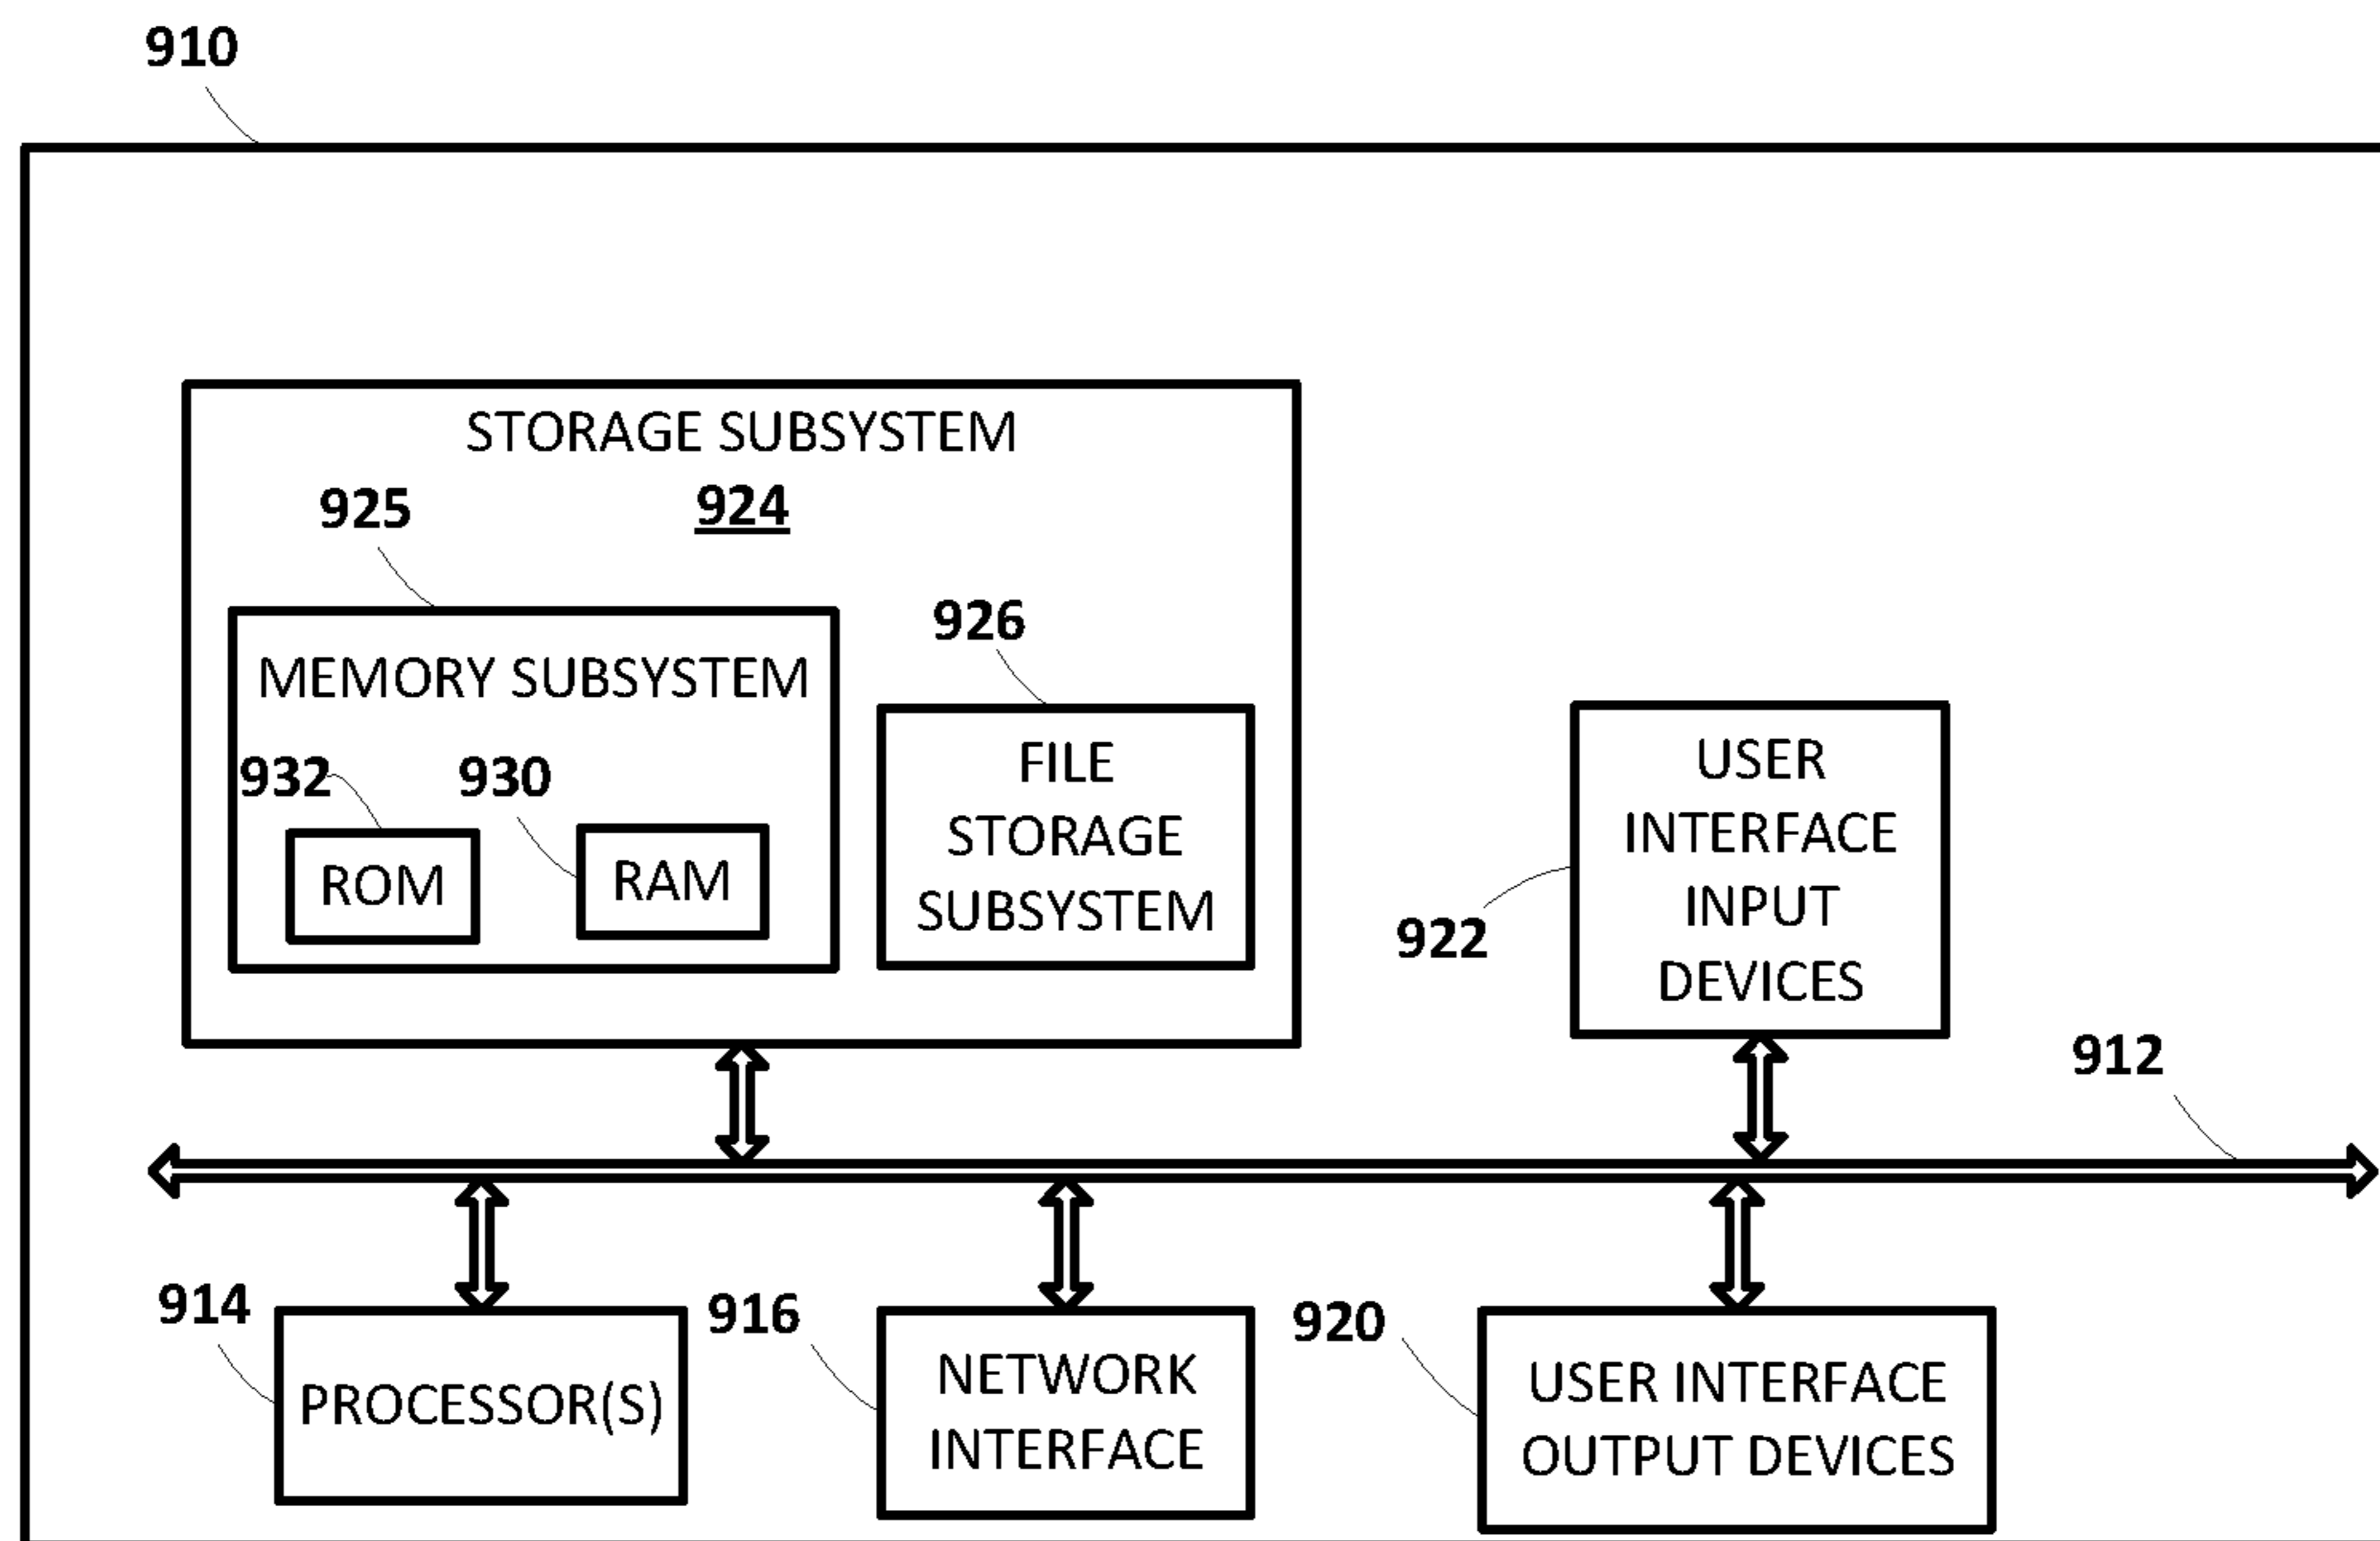 910
STORAGE SUBSYSTEM
924
925
MEMORY SUBSYSTEM
932
930
ROM
RAM
926
FILE
STORAGE
SUBSYSTEM
USER
INTERFACE
INPUT
DEVICES
922
912
914
PROCESSOR(S)
916
NETWORK
INTERFACE
920
USER INTERFACE
OUTPUT DEVICES